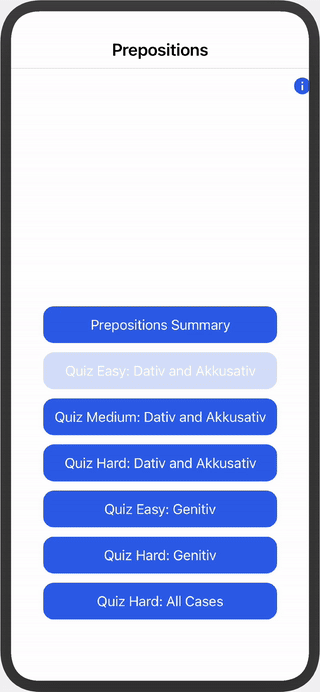 Prepositions
i
Prepositions Summary
Quiz Easy: Dativ and Akkusativ
Quiz Medium: Dativ and Akkusativ
Quiz Hard: Dativ and Akkusativ
Quiz Easy: Genitiv
Quiz Hard: Genitiv
Quiz Hard: All Cases